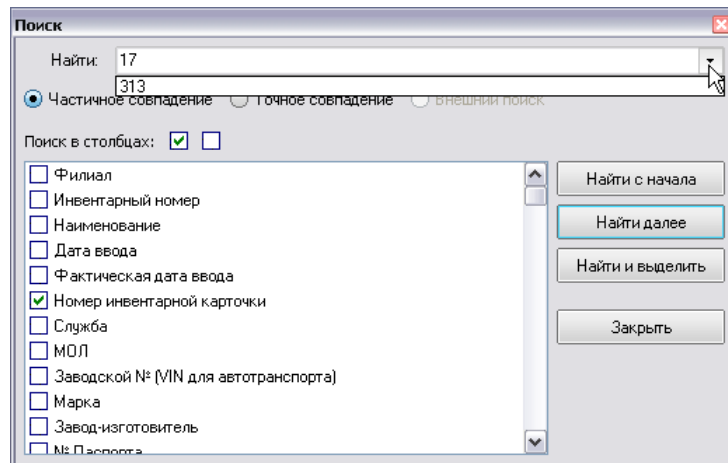 Поиск
Найти: 17
313
Частичное совпадение Точное совпадение Внешний поиск
Поиск в столбцах:
Филиал
Инвентарный номер
Наименование
Дата ввода
Фактическая дата ввода
Номер инвентарной карточки
Служба
МОЛ
Заводской № (VIN для автотранспорта)
Марка
Завод-изготовитель
№ Паспорта
Найти с начала
Найти далее
Найти и выделить
Закрыть